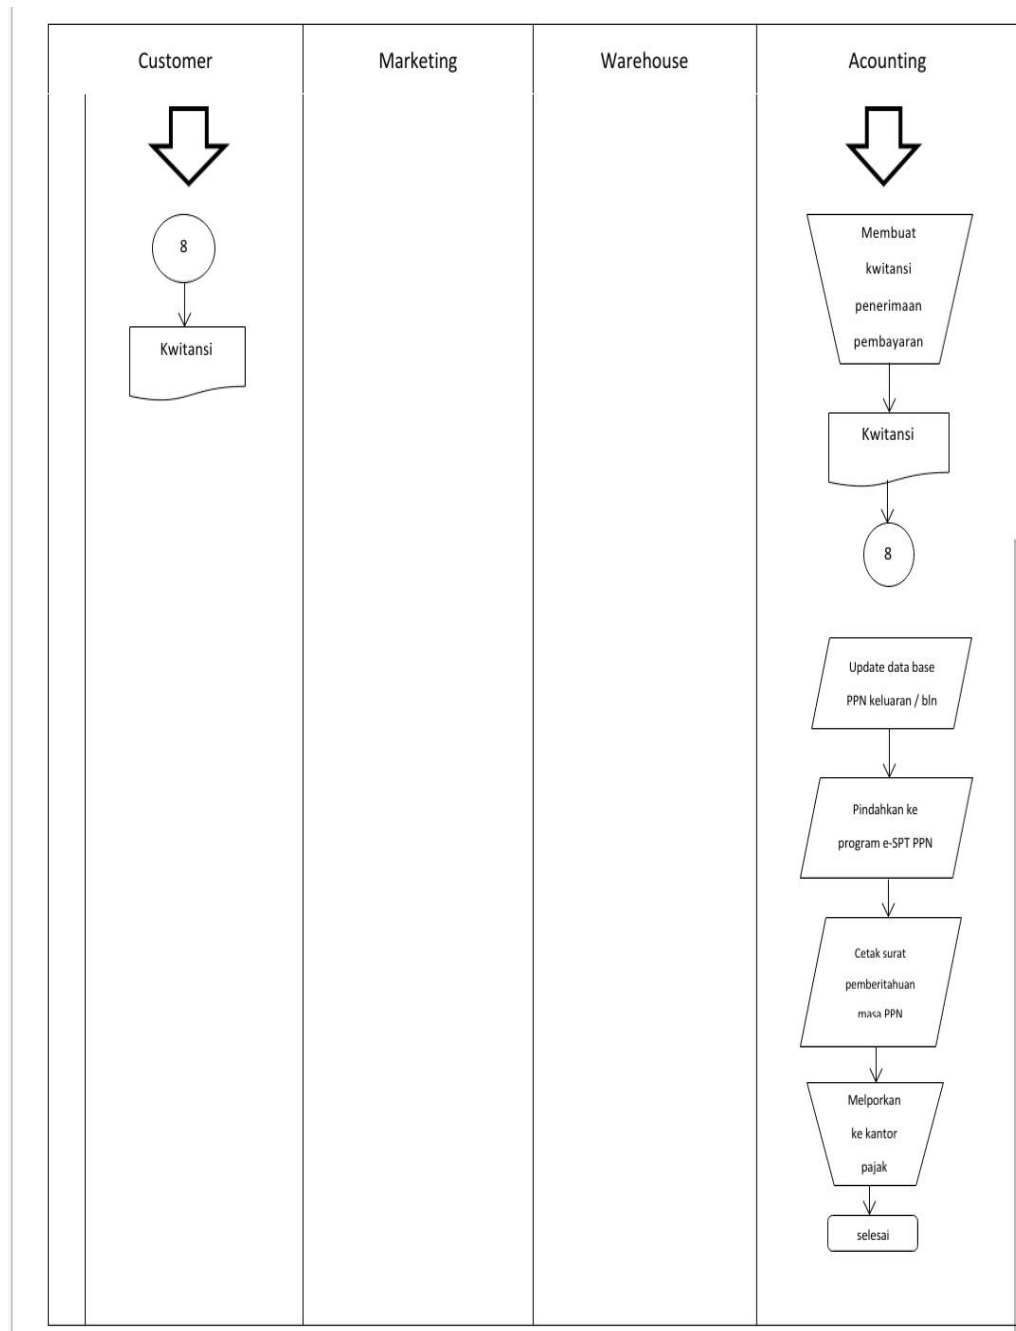 Customer
Marketing
Warehouse
Acounting
8
Kwitansi
Membuat
kwitansi
penerimaan
pembayaran
Kwitansi
8
Update data base
PPN keluaran / bln
Pindahkan ke
program e-SPT PPN
Cetak surat
pemberitahuan
masa PPN
Melporkan
ke kantor
pajak
selesai